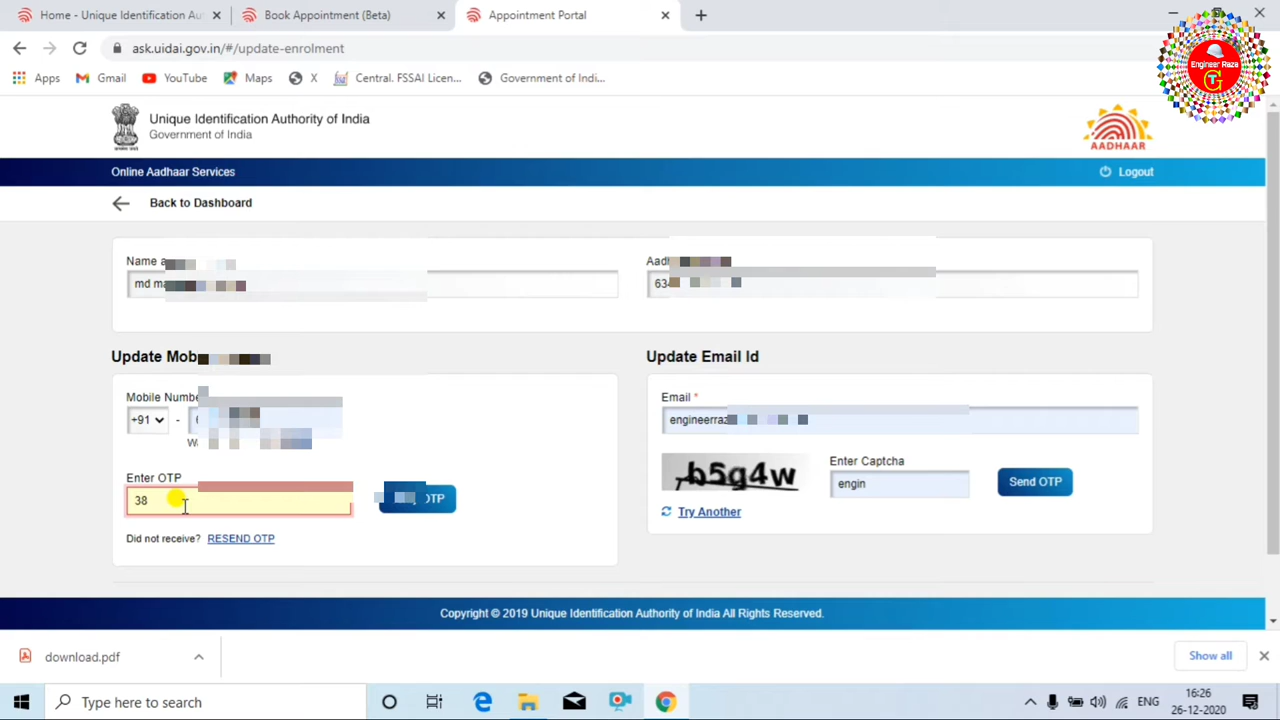 Home - Unique Identification Aut
Book Appointment (Beta)
Appointment Portal
ask.uidai.gov.in/#/update-enrolment
Apps
Gmail
YouTube
Maps
X
Central. FSSAI Licen...
Government of Indi...
Engineer Raza
TG
Unique Identification Authority of India
Government of India
AADHAAR
Online Aadhaar Services
Logout
Back to Dashboard
Name
md
634
Update Mob
Update Email Id
Mobile Numbe
Email *
+91
-
engineerraz
Enter OTP
38
OTP
b5g4w
Enter Captcha
engin
Send OTP
Try Another
Did not receive? RESEND OTP
Copyright © 2019 Unique Identification Authority of India All Rights Reserved.
download.pdf
Show all
Type here to search
ENG
16:26
26-12-2020